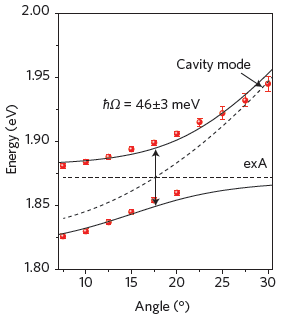 2.00
Cavity mode
1.95
ħΩ = 46±3 meV
Energy (eV)
1.90
exA
1.85
1.80
10 15 20 25 30
Angle (°)